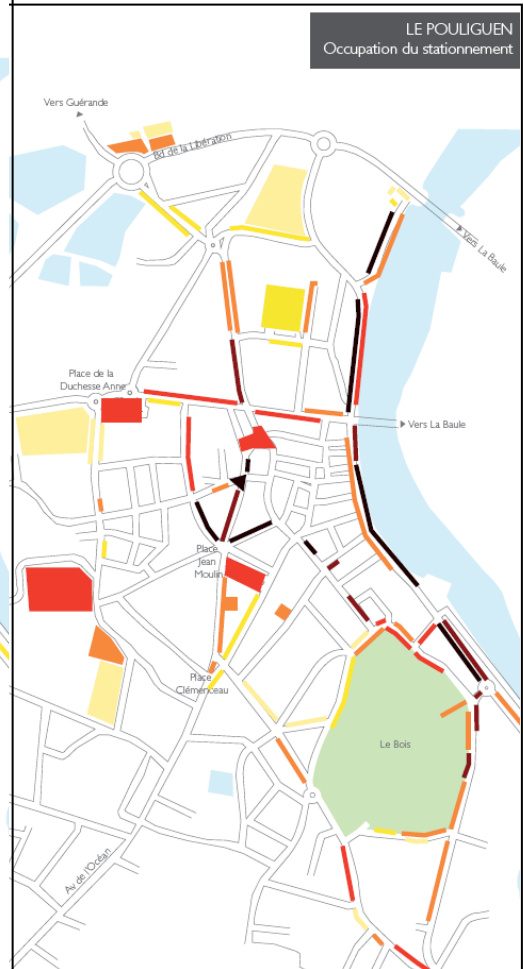 LE POULIGUEN
Occupation du stationnement
Vers Guérande
Bd de la Libération
Vers La Baule
Place de la
Duchesse Anne
Vers La Baule
Place
Jean
Moulin
Place
Clémenceau
Le Bois
Av de l'Océan